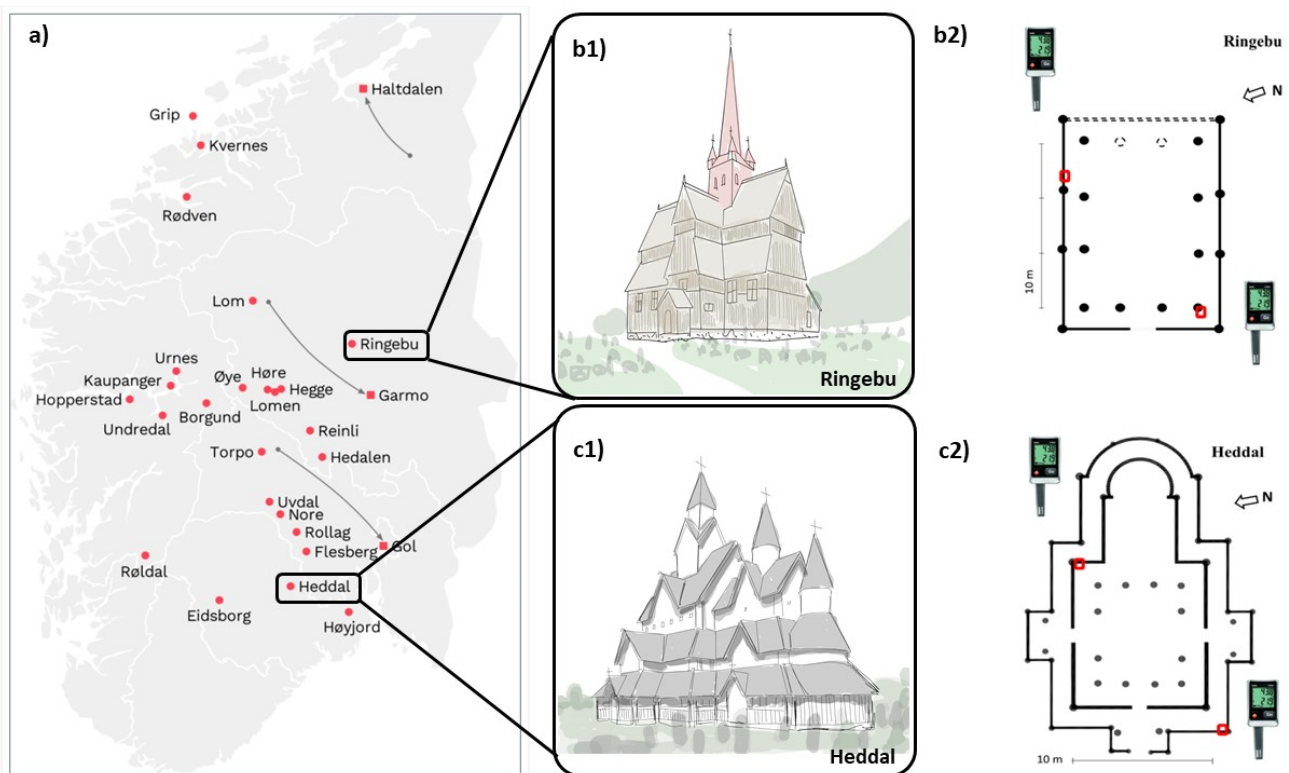 a)
Haltdalen
Grip
Kvernes
Rødven
Lom
Ringebu
Urnes
Kaupanger
Øye
Høre
Hegge
Garmo
Hopperstad
Lomen
Borgund
Undredal
Reinli
Torpo
Hedalen
Uvdal
Nore
Rollag
Flesberg
Gol
Røldal
Heddal
Eidsborg
Høyjord
b1)
Ringebu
c1)
Heddal
b2)
Ringebu
N
10 m
c2)
Heddal
N
10 m